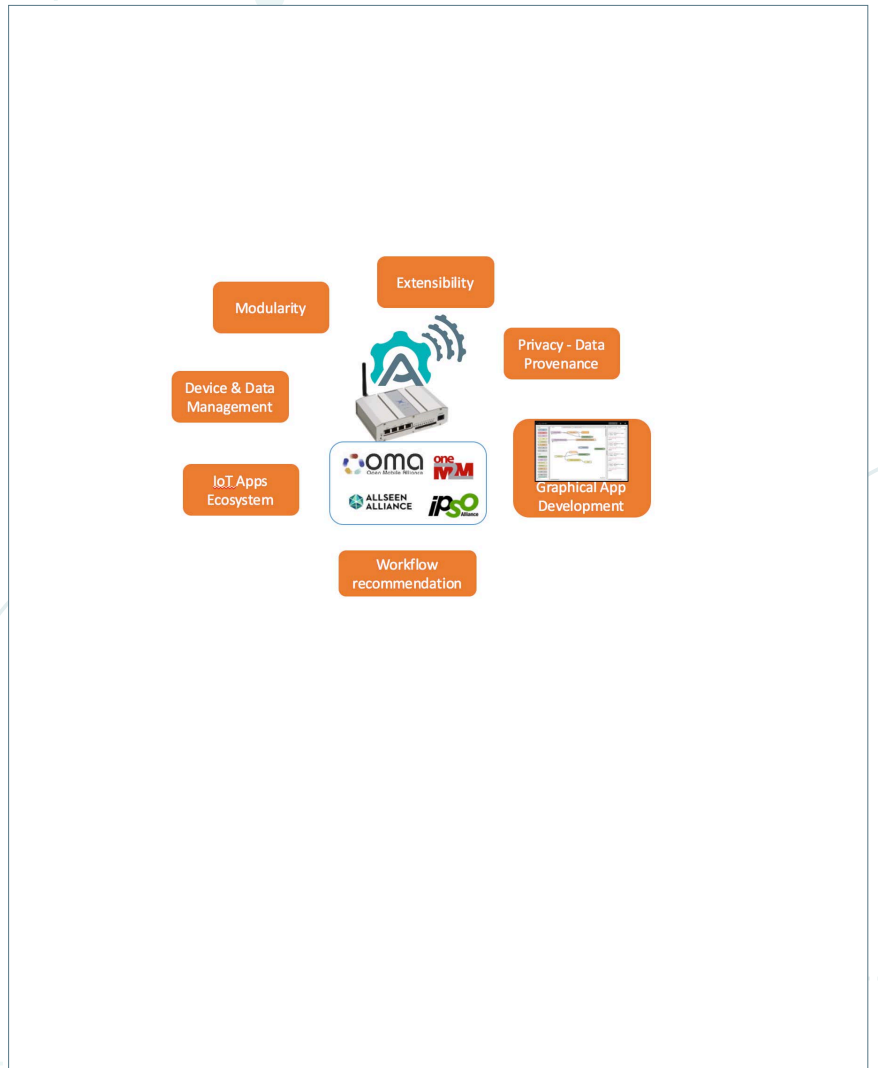 Extensibility
Modularity
Privacy - Data
Provenance
Device & Data
Management
oma
Open Mobile Alliance
one
M2M
ALLSEEN
ALLIANCE
ipso
Alliance
IoT Apps
Ecosystem
Graphical App
Development
Workflow
recommendation